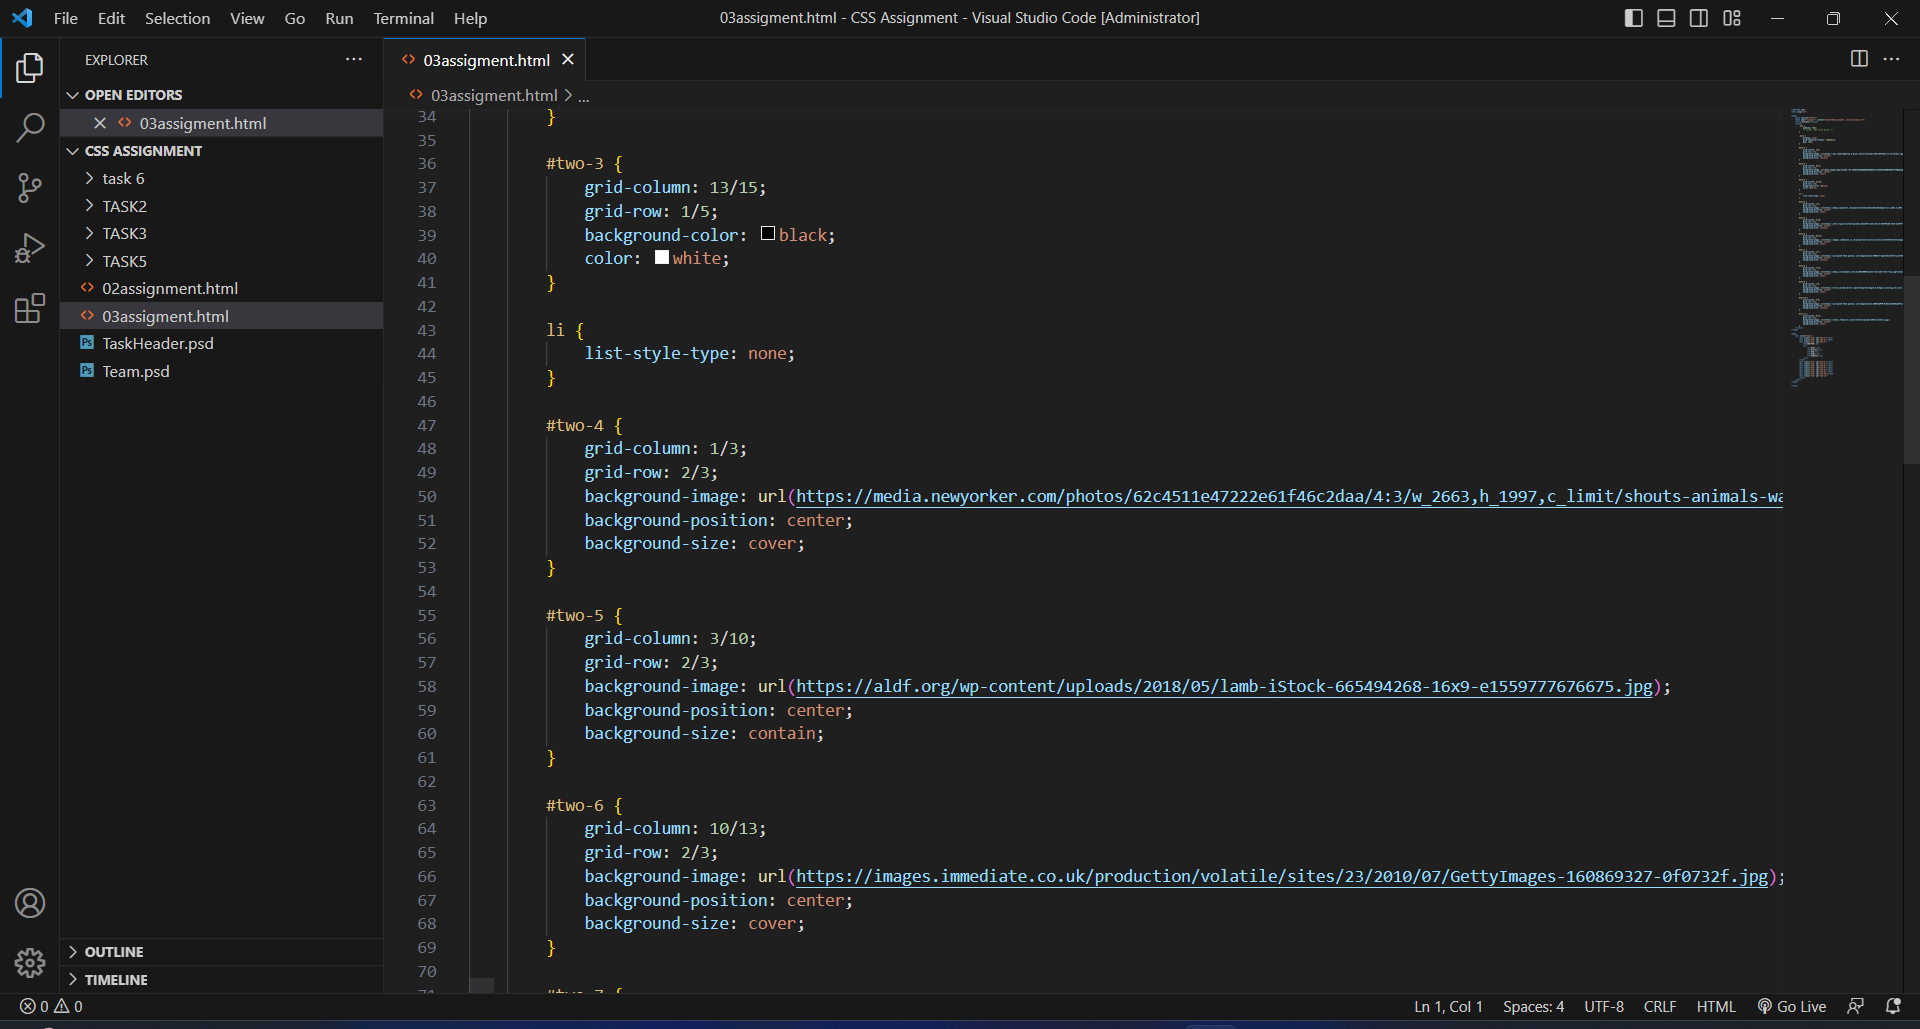 File Edit Selection View Go Run Terminal Help
03assigment.html - CSS Assignment - Visual Studio Code [Administrator]
EXPLORER
OPEN EDITORS
03assigment.html
CSS ASSIGNMENT
task 6
TASK2
TASK3
TASK5
02assignment.html
03assigment.html
Ps TaskHeader.psd
Ps Team.psd
OUTLINE
TIMELINE
03assigment.html
03assigment.html > ...
34 }
35
36 #two-3 {
37 grid-column: 13/15;
38 grid-row: 1/5;
39 background-color: black;
40 color: white;
41 }
42
43 li {
44 list-style-type: none;
45 }
46
47 #two-4 {
48 grid-column: 1/3;
49 grid-row: 2/3;
50 background-image: url(https://media.newyorker.com/photos/62c4511e47222e61f46c2daa/4:3/w_2663,h_1997,c_limit/shouts-animals-wa
51 background-position: center;
52 background-size: cover;
53 }
54
55 #two-5 {
56 grid-column: 3/10;
57 grid-row: 2/3;
58 background-image: url(https://aldf.org/wp-content/uploads/2018/05/lamb-iStock-665494268-16x9-e1559777676675.jpg);
59 background-position: center;
60 background-size: contain;
61 }
62
63 #two-6 {
64 grid-column: 10/13;
65 grid-row: 2/3;
66 background-image: url(https://images.immediate.co.uk/production/volatile/sites/23/2010/07/GettyImages-160869327-0f0732f.jpg);
67 background-position: center;
68 background-size: cover;
69 }
70
71 #two-7 {
0 0
Ln 1, Col 1 Spaces: 4 UTF-8 CRLF HTML Go Live